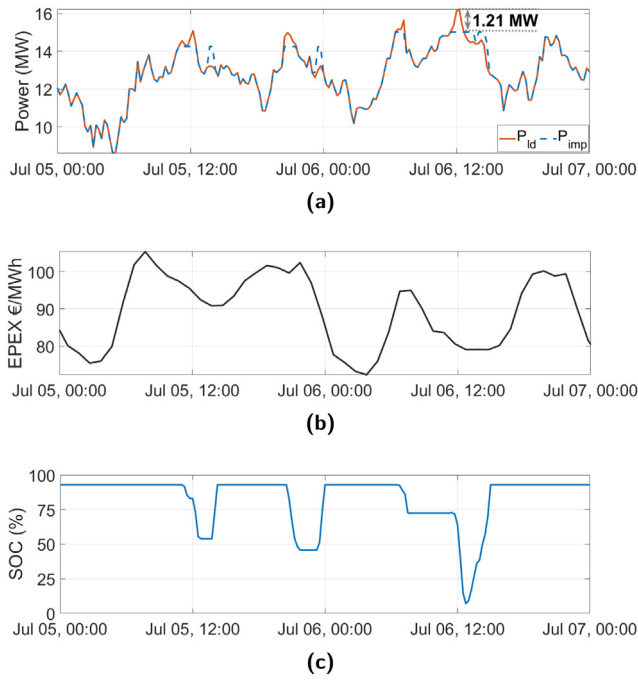 16
14
12
10
Power (MW)
1.21 MW
P_ld P_imp
Jul 05, 00:00 Jul 05, 12:00 Jul 06, 00:00 Jul 06, 12:00 Jul 07, 00:00
(a)
100
90
80
EPEX €/MWh
Jul 05, 00:00 Jul 05, 12:00 Jul 06, 00:00 Jul 06, 12:00 Jul 07, 00:00
(b)
100
75
50
25
0
SOC (%)
Jul 05, 00:00 Jul 05, 12:00 Jul 06, 00:00 Jul 06, 12:00 Jul 07, 00:00
(c)